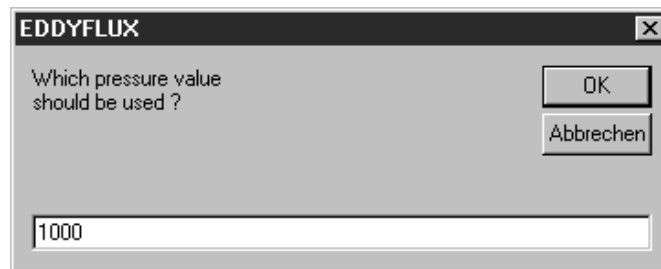 EDDYFLUX
Which pressure value
should be used ?
OK
Abbrechen
1000